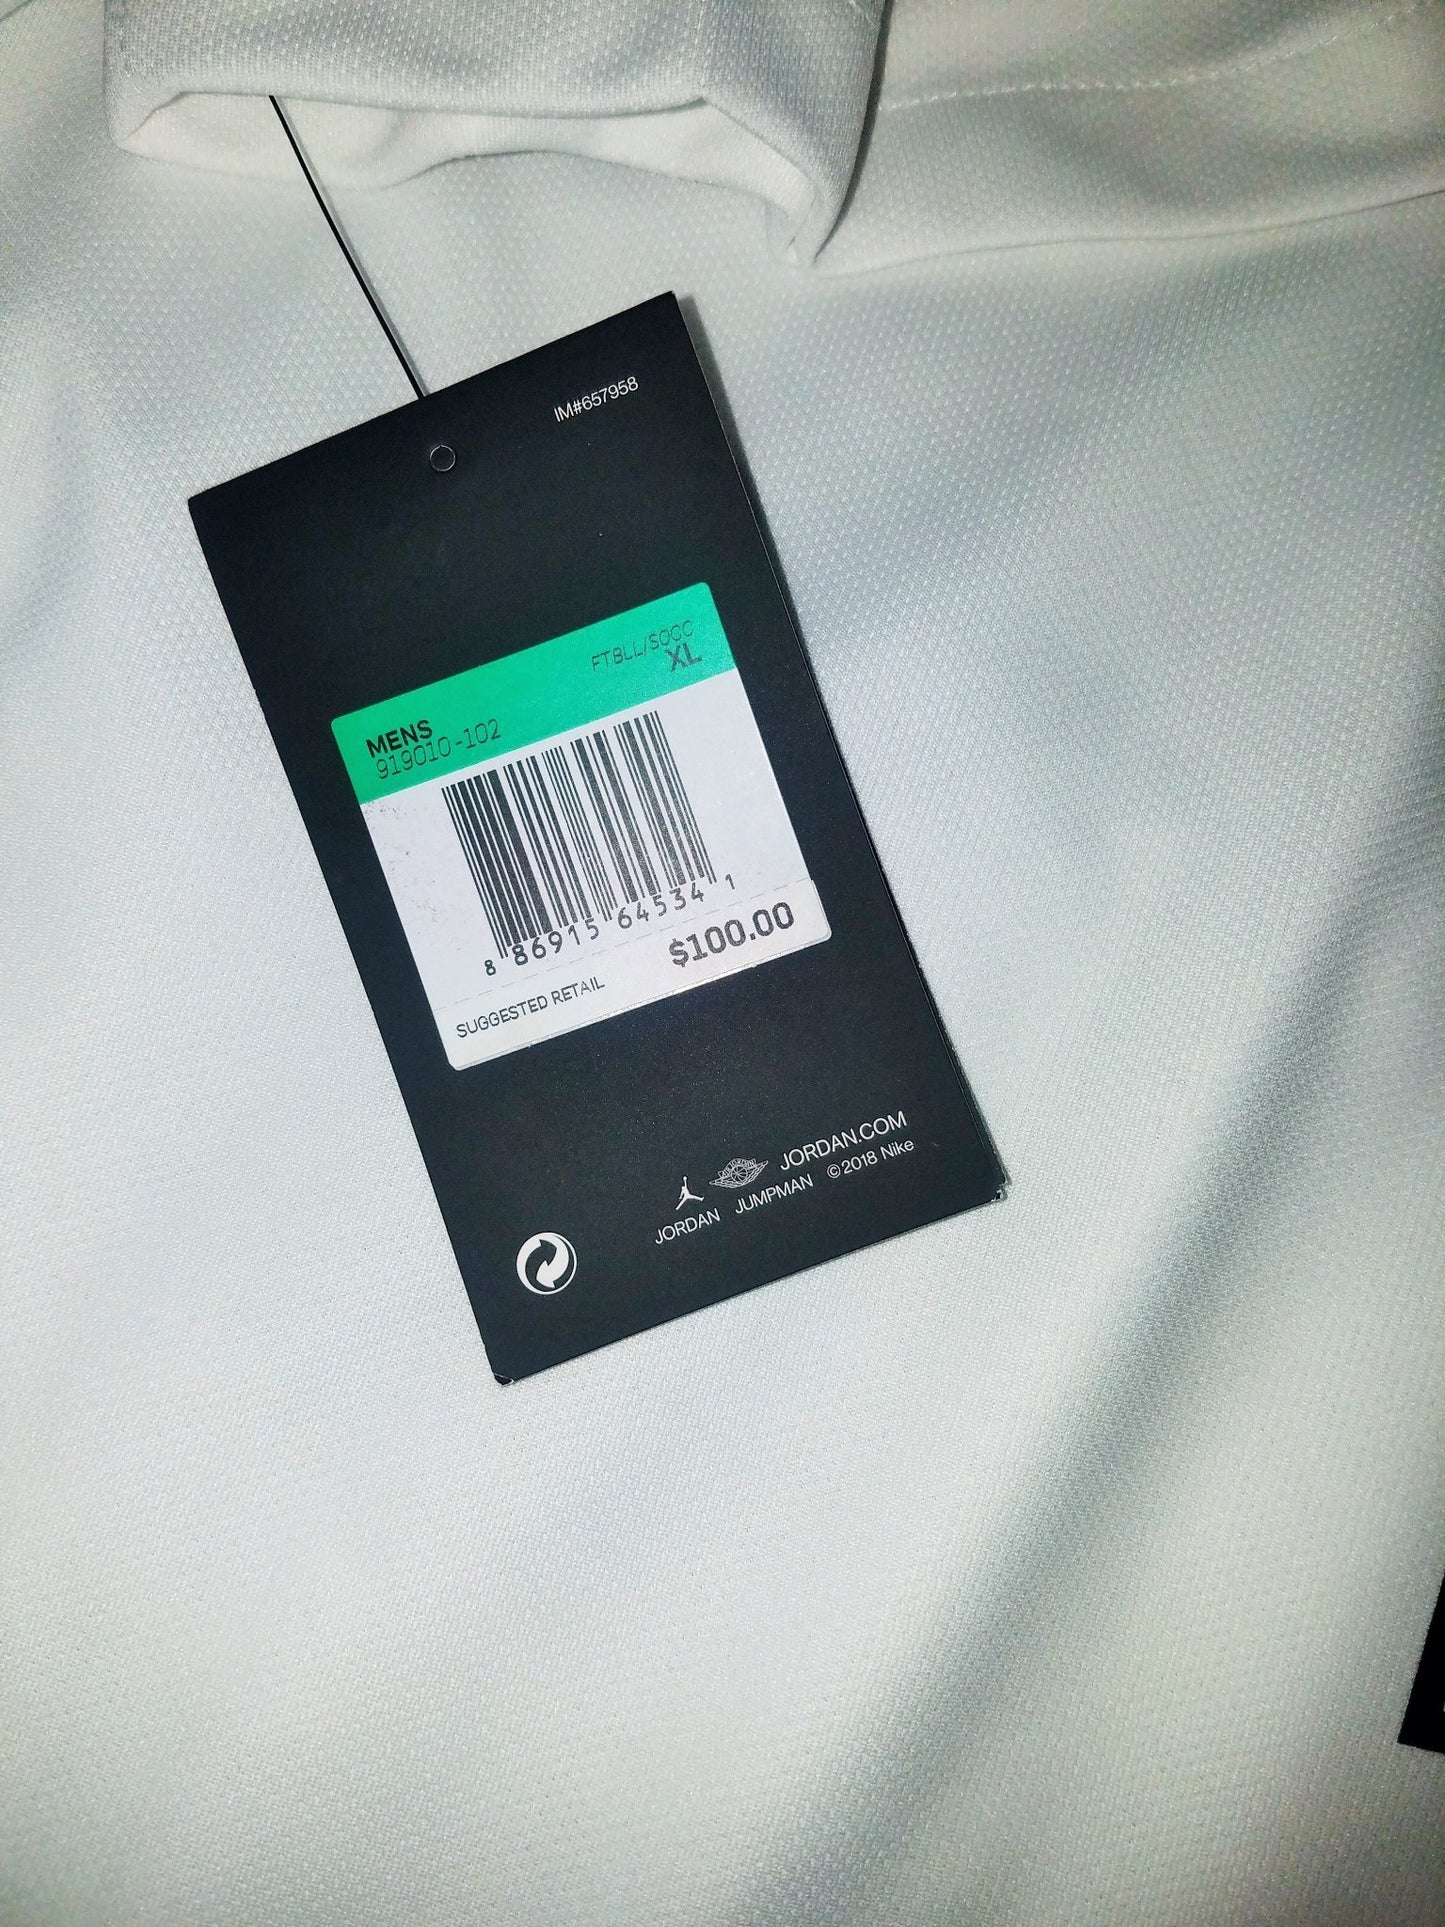 IM#657958
FTBLL/SOCC
XL
MENS
919010-102
8 86915 64534 1
$100.00
SUGGESTED RETAIL
JORDAN.COM
JORDAN JUMPMAN ©2018 Nike